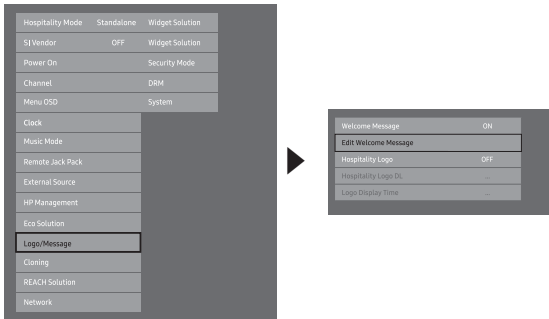 Hospitality Mode Standalone Widget Solution
SI Vendor OFF Widget Solution
Power On Security Mode
Channel DRM
Menu OSD System
Clock
Music Mode
Remote Jack Pack
External Source
HP Management
Eco Solution
Logo/Message
Cloning
REACH Solution
Network
Welcome Message ON
Edit Welcome Message
Hospitality Logo OFF
Hospitality Logo DL ...
Logo Display Time ...